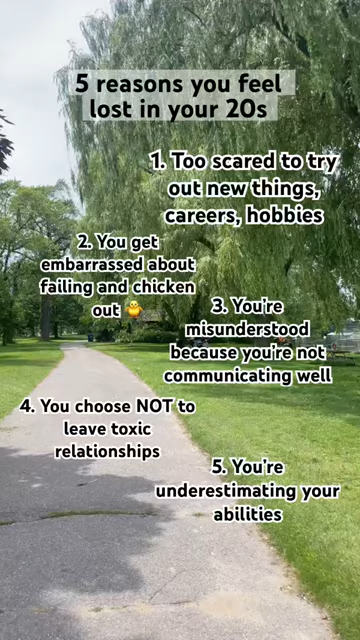 5 reasons you feel
lost in your 20s
1. Too scared to try
out new things,
careers, hobbies
2. You get
embarrassed about
failing and chicken
out 🐥
3. You're
misunderstood
because you're not
communicating well
4. You choose NOT to
leave toxic
relationships
5. You're
underestimating your
abilities